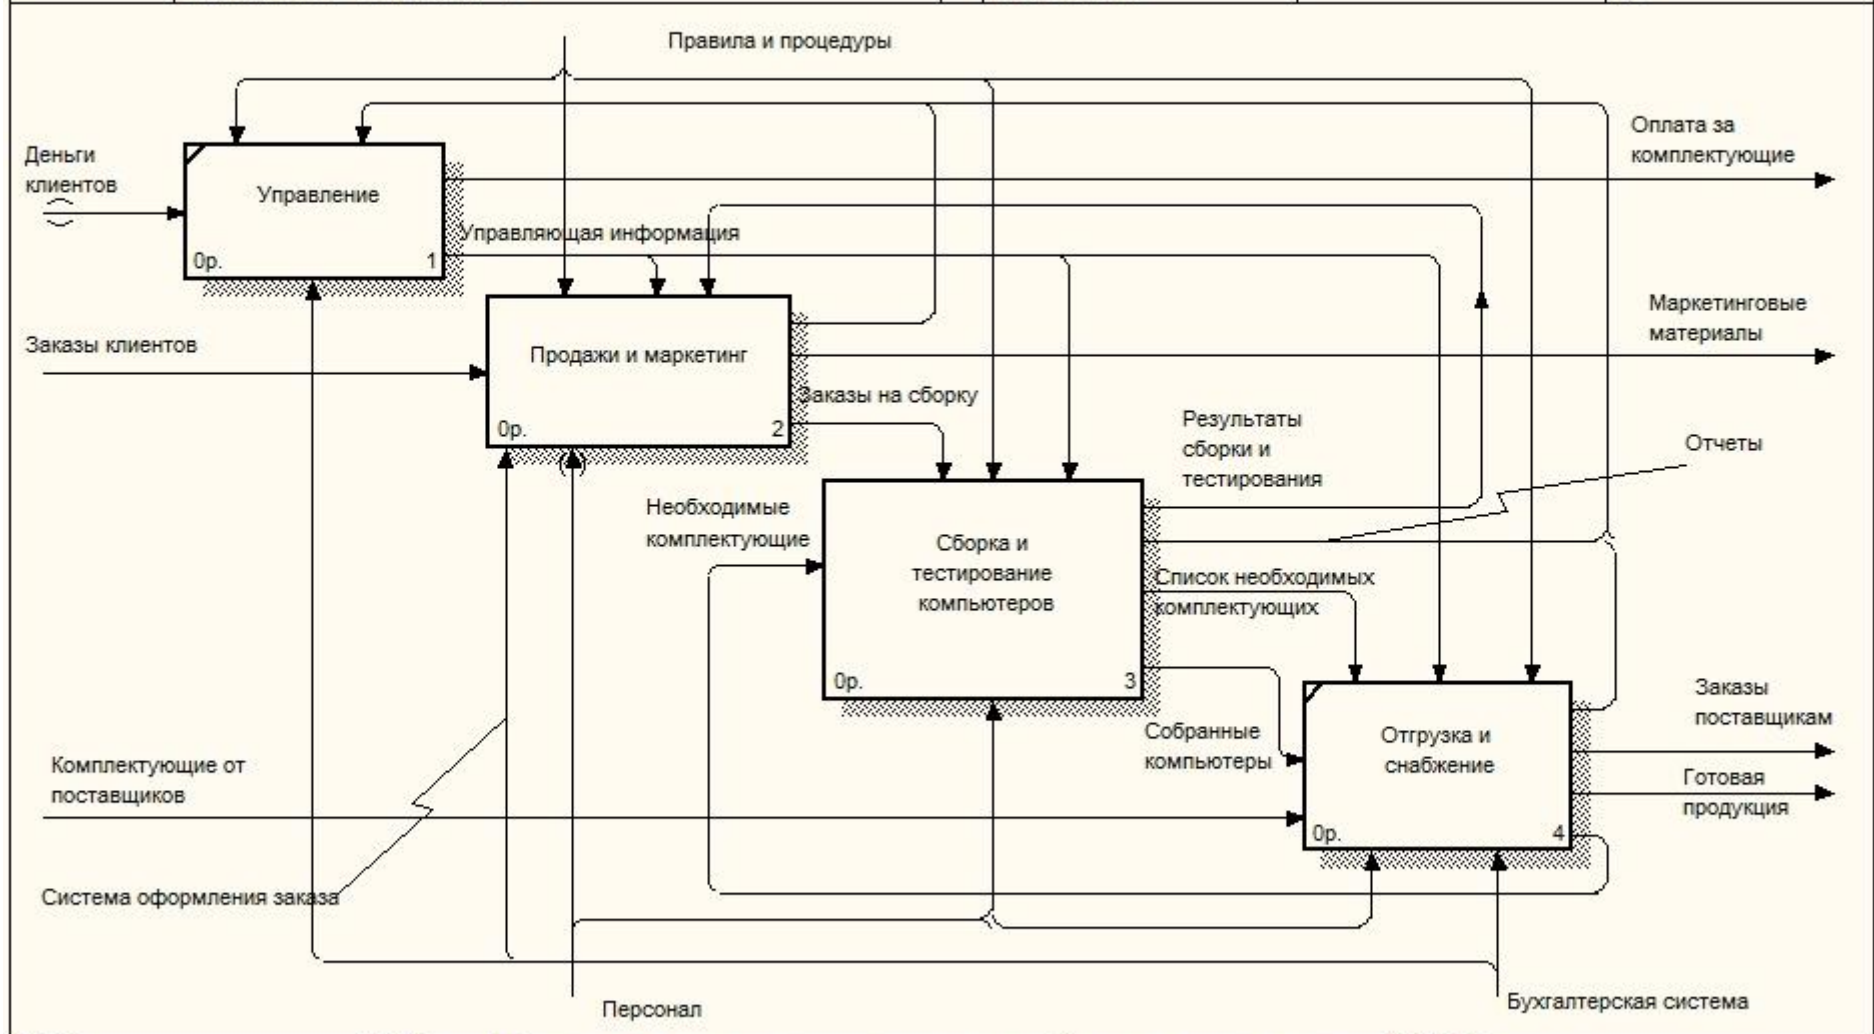 Правила и процедуры
Оплата за
комплектующие
Деньги
клиентов
Управление
0р.
1
Управляющая информация
Маркетинговые
материалы
Заказы клиентов
Продажи и маркетинг
0р.
2
Заказы на сборку
Результаты
сборки и
тестирования
Отчеты
Необходимые
комплектующие
Сборка и
тестирование
компьютеров
0р.
3
Список необходимых
комплектующих
Собранные
компьютеры
Отгрузка и
снабжение
0р.
4
Заказы
поставщикам
Готовая
продукция
Комплектующие от
поставщиков
Система оформления заказа
Персонал
Бухгалтерская система